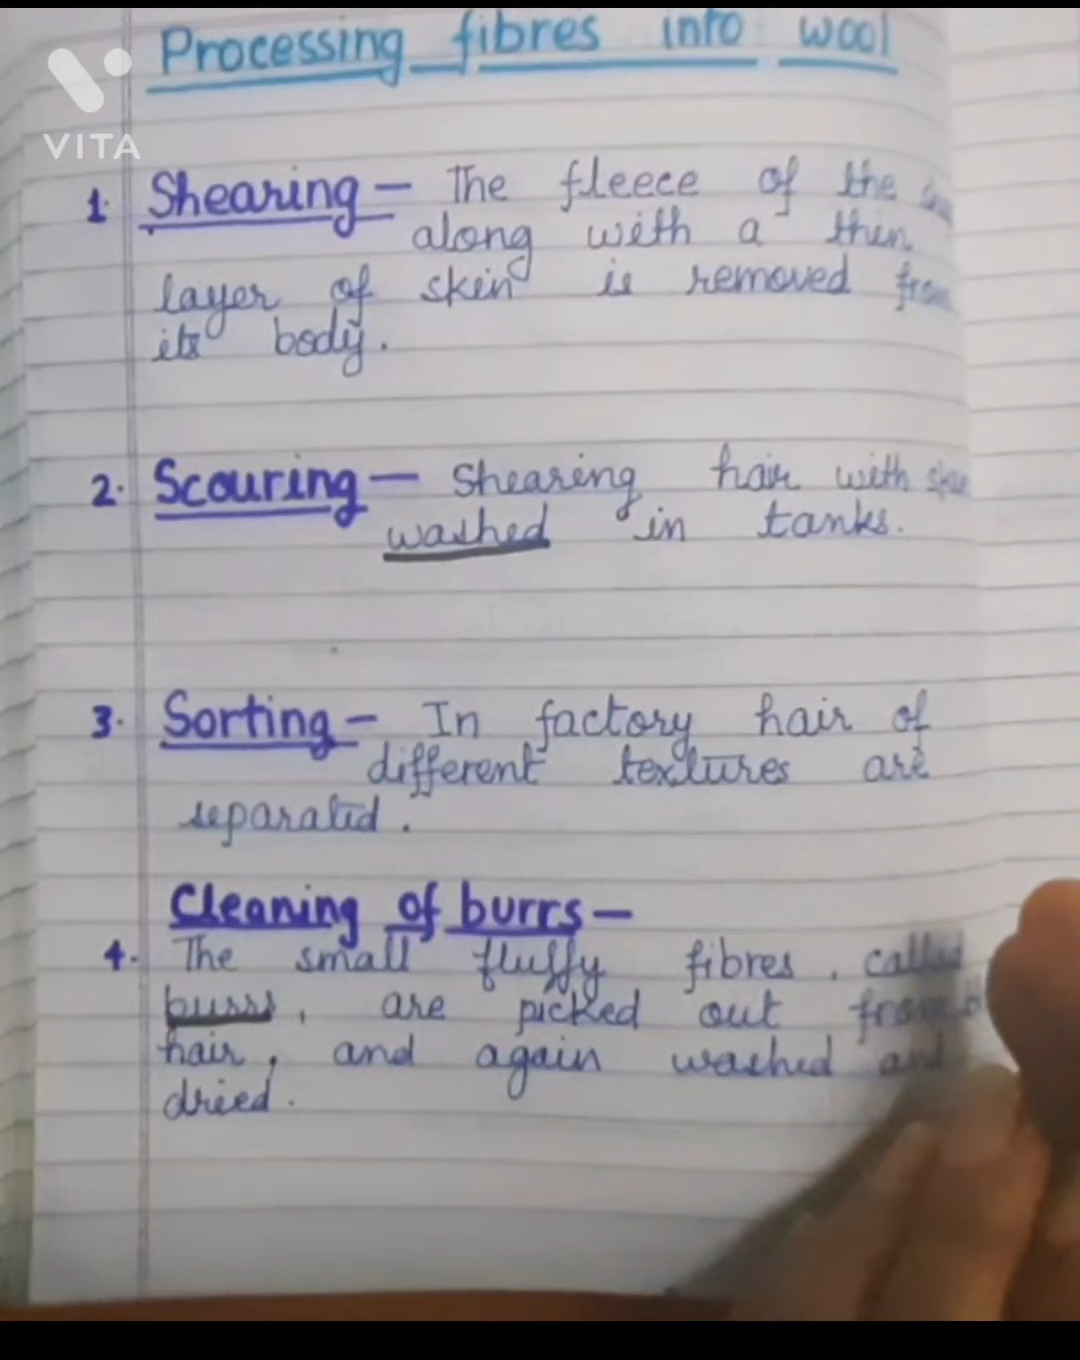 Processing fibres into wool
VITA
1. Shearing - The fleece of the
along with a thin
layer of skin is removed from
its body.
2. Scouring - Shearing hair with
washed in tanks.
3. Sorting - In factory hair of
different textures are
separated.
Cleaning of burrs -
4. The small fluffy fibres, called
burrs, are picked out from
hair, and again washed and
dried.